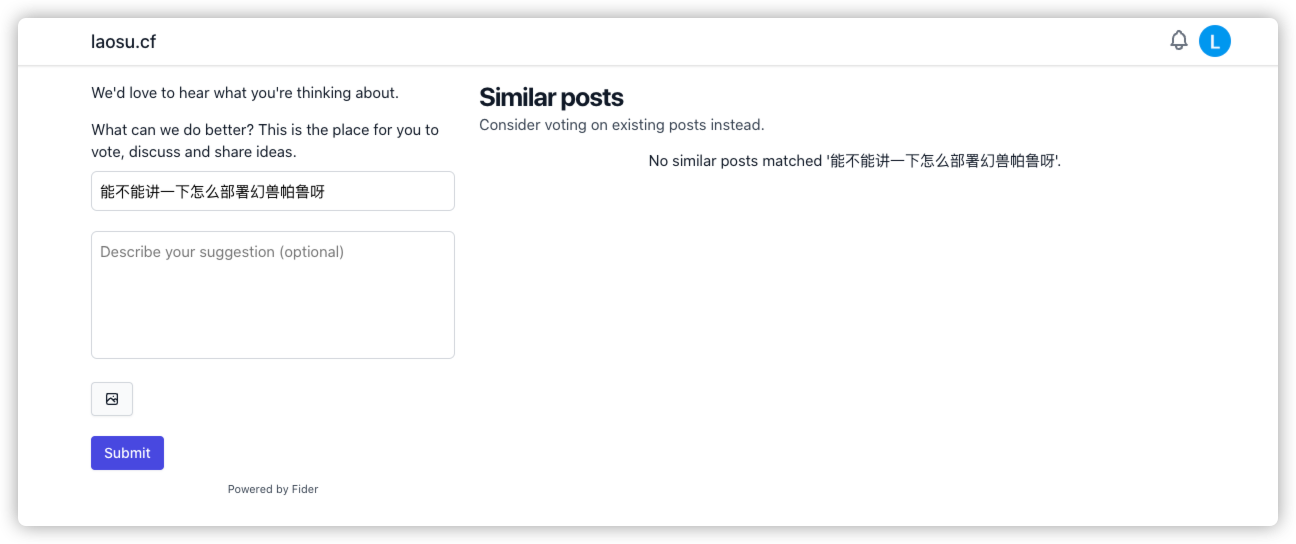 laosu.cf
L
We'd love to hear what you're thinking about.
What can we do better? This is the place for you to
vote, discuss and share ideas.
能不能讲一下怎么部署幻兽帕鲁呀
Describe your suggestion (optional)
Submit
Powered by Fider
Similar posts
Consider voting on existing posts instead.
No similar posts matched '能不能讲一下怎么部署幻兽帕鲁呀'.